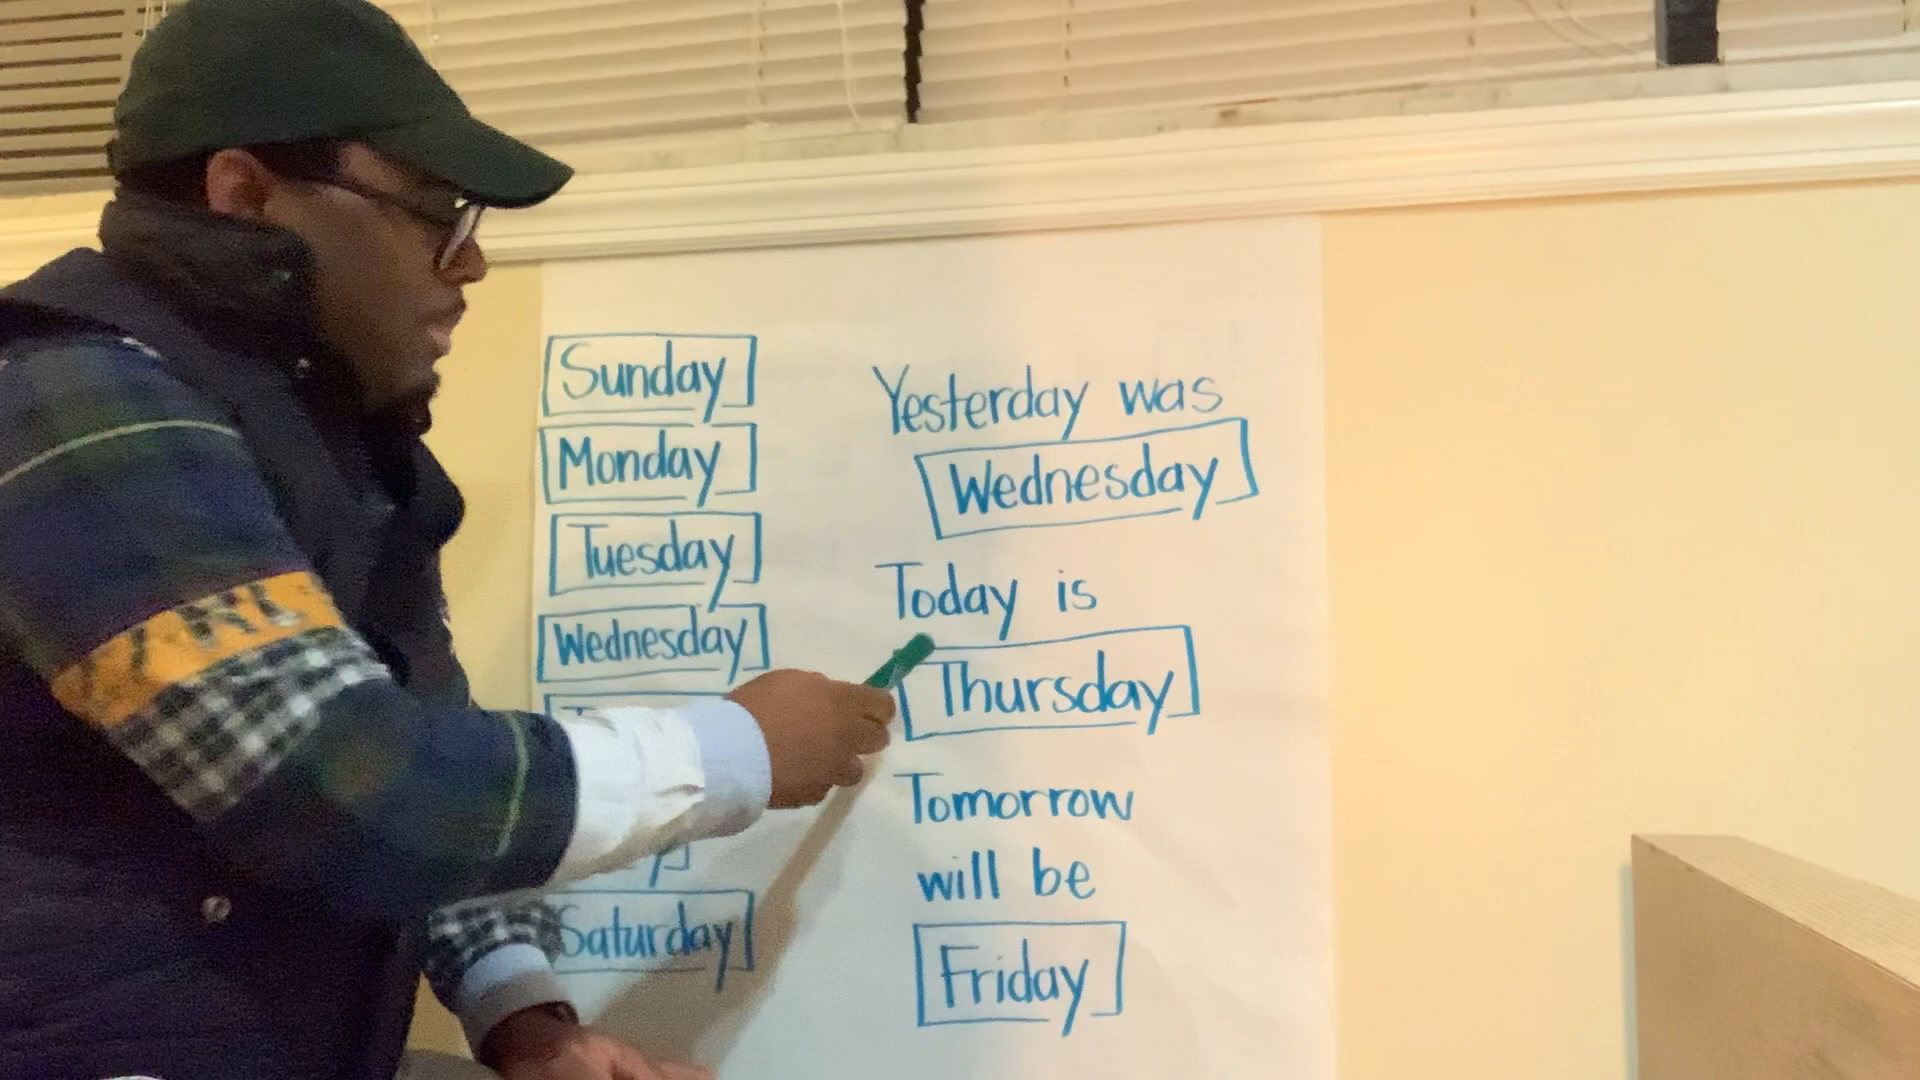 Sunday
Monday
Tuesday
Wednesday
Saturday
Yesterday was
Wednesday
Today is
Thursday
Tomorrow
will be
Friday